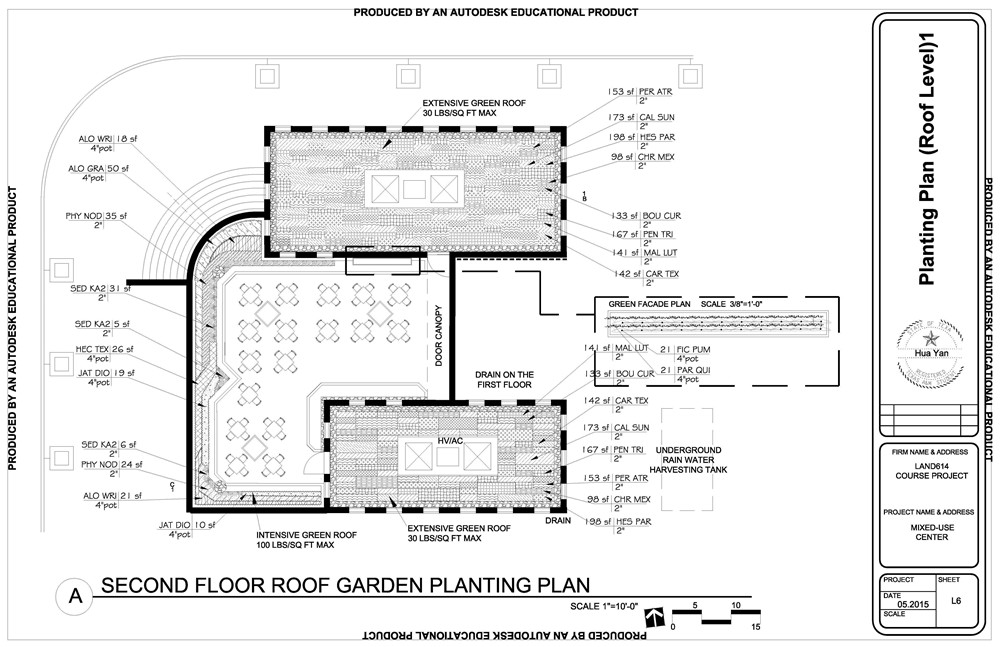 PRODUCED BY AN AUTODESK EDUCATIONAL PRODUCT
PRODUCED BY AN AUTODESK EDUCATIONAL PRODUCT
EXTENSIVE GREEN ROOF
30 LBS/SQ FT MAX
ALO WRI 18 sf
4"pot
ALO GRA 50 sf
4"pot
PHY NOD 35 sf
2"
SED KA2 31 sf
2"
SED KA2 5 sf
2"
HEC TEX 26 sf
4"pot
JAT DIO 19 sf
4"pot
SED KA2 6 sf
2"
PHY NOD 24 sf
2"
ALO WRI 21 sf
4"pot
JAT DIO 10 sf
4"pot
153 sf PER ATR
2"
173 sf CAL SUN
2"
198 sf HES PAR
2"
98 sf CHR MEX
2"
133 sf BOU CUR
2"
167 sf PEN TRI
2"
141 sf MAL LUT
2"
142 sf CAR TEX
2"
GREEN FACADE PLAN SCALE 3/8"=1'-0"
21 FIC PUM
4"pot
21 PAR QUI
4"pot
141 sf MAL LUT
2"
133 sf BOU CUR
2"
142 sf CAR TEX
2"
173 sf CAL SUN
2"
167 sf PEN TRI
2"
153 sf PER ATR
2"
98 sf CHR MEX
2"
198 sf HES PAR
2"
DOOR CANOPY
DRAIN ON THE
FIRST FLOOR
HV/AC
UNDERGROUND
RAIN WATER
HARVESTING TANK
DRAIN
INTENSIVE GREEN ROOF
100 LBS/SQ FT MAX
EXTENSIVE GREEN ROOF
30 LBS/SQ FT MAX
A
SECOND FLOOR ROOF GARDEN PLANTING PLAN
SCALE 1"=10'-0"
0
5
10
15
PRODUCED BY AN AUTODESK EDUCATIONAL PRODUCT
PRODUCED BY AN AUTODESK EDUCATIONAL PRODUCT
Planting Plan (Roof Level)1
Hua Yan
FIRM NAME & ADDRESS
LAND614
COURSE PROJECT
PROJECT NAME & ADDRESS
MIXED-USE
CENTER
PROJECT
SHEET
DATE
05.2015
L6
SCALE